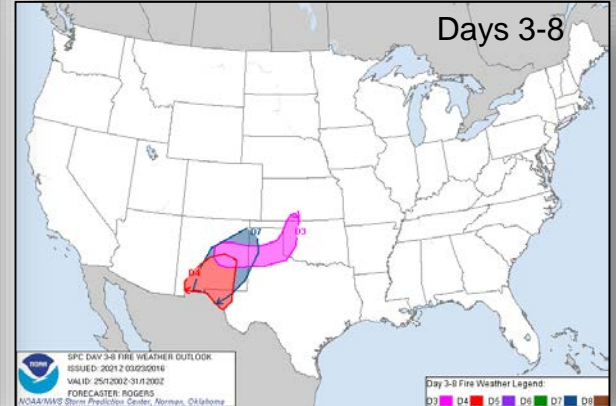 Days 3-8
D7
D3
D4
NOAA
SPC DAY 3-8 FIRE WEATHER OUTLOOK
ISSUED: 2021Z 03/23/2016
VALID: 25/1200Z-31/1200Z
FORECASTER: ROGERS
NOAA/NWS Storm Prediction Center, Norman, Oklahoma
Day 3-8 Fire Weather Legend:
D3 D4 D5 D6 D7 D8